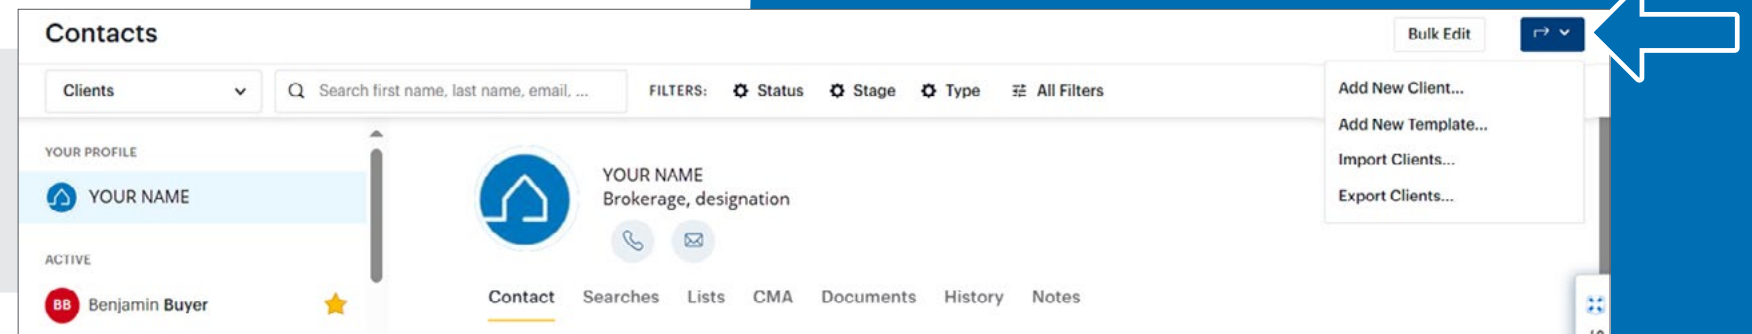 Contacts
Bulk Edit
Clients
Search first name, last name, email, ...
FILTERS:
Status
Stage
Type
All Filters
Add New Client...
Add New Template...
Import Clients...
Export Clients...
YOUR PROFILE
YOUR NAME
ACTIVE
BB
Benjamin Buyer
YOUR NAME
Brokerage, designation
Contact Searches Lists CMA Documents History Notes